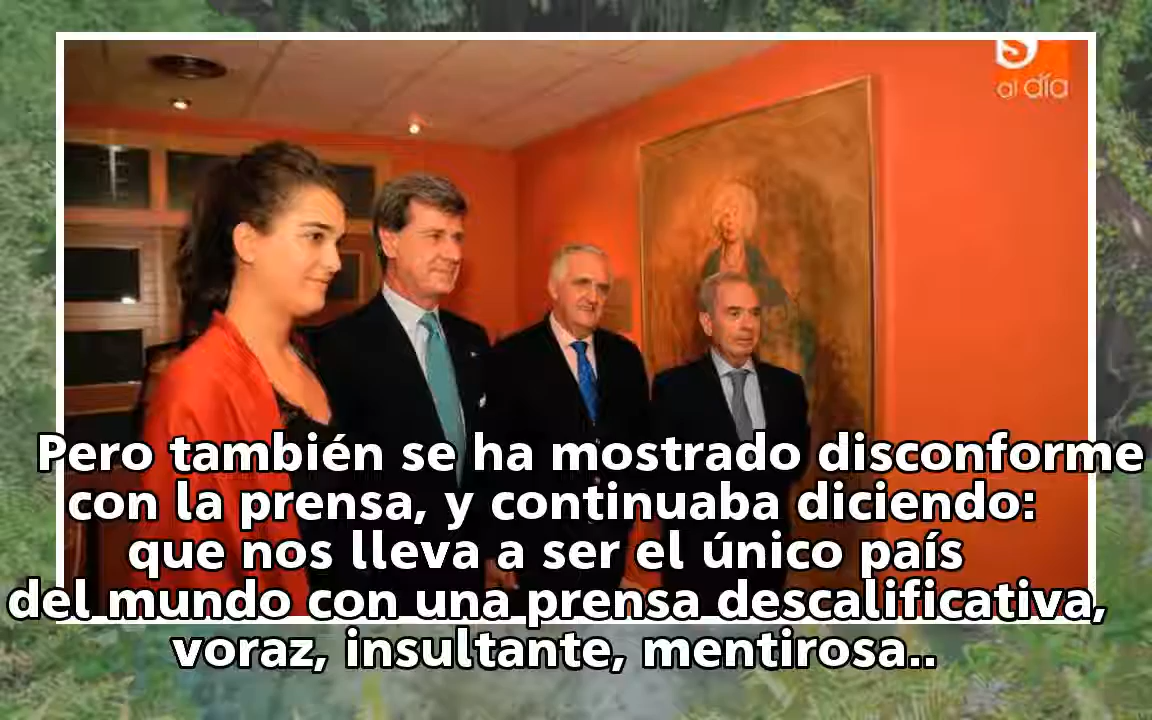 S
al día
Pero también se ha mostrado disconforme
con la prensa, y continuaba diciendo:
que nos lleva a ser el único país
del mundo con una prensa descalificativa,
voraz, insultante, mentirosa..